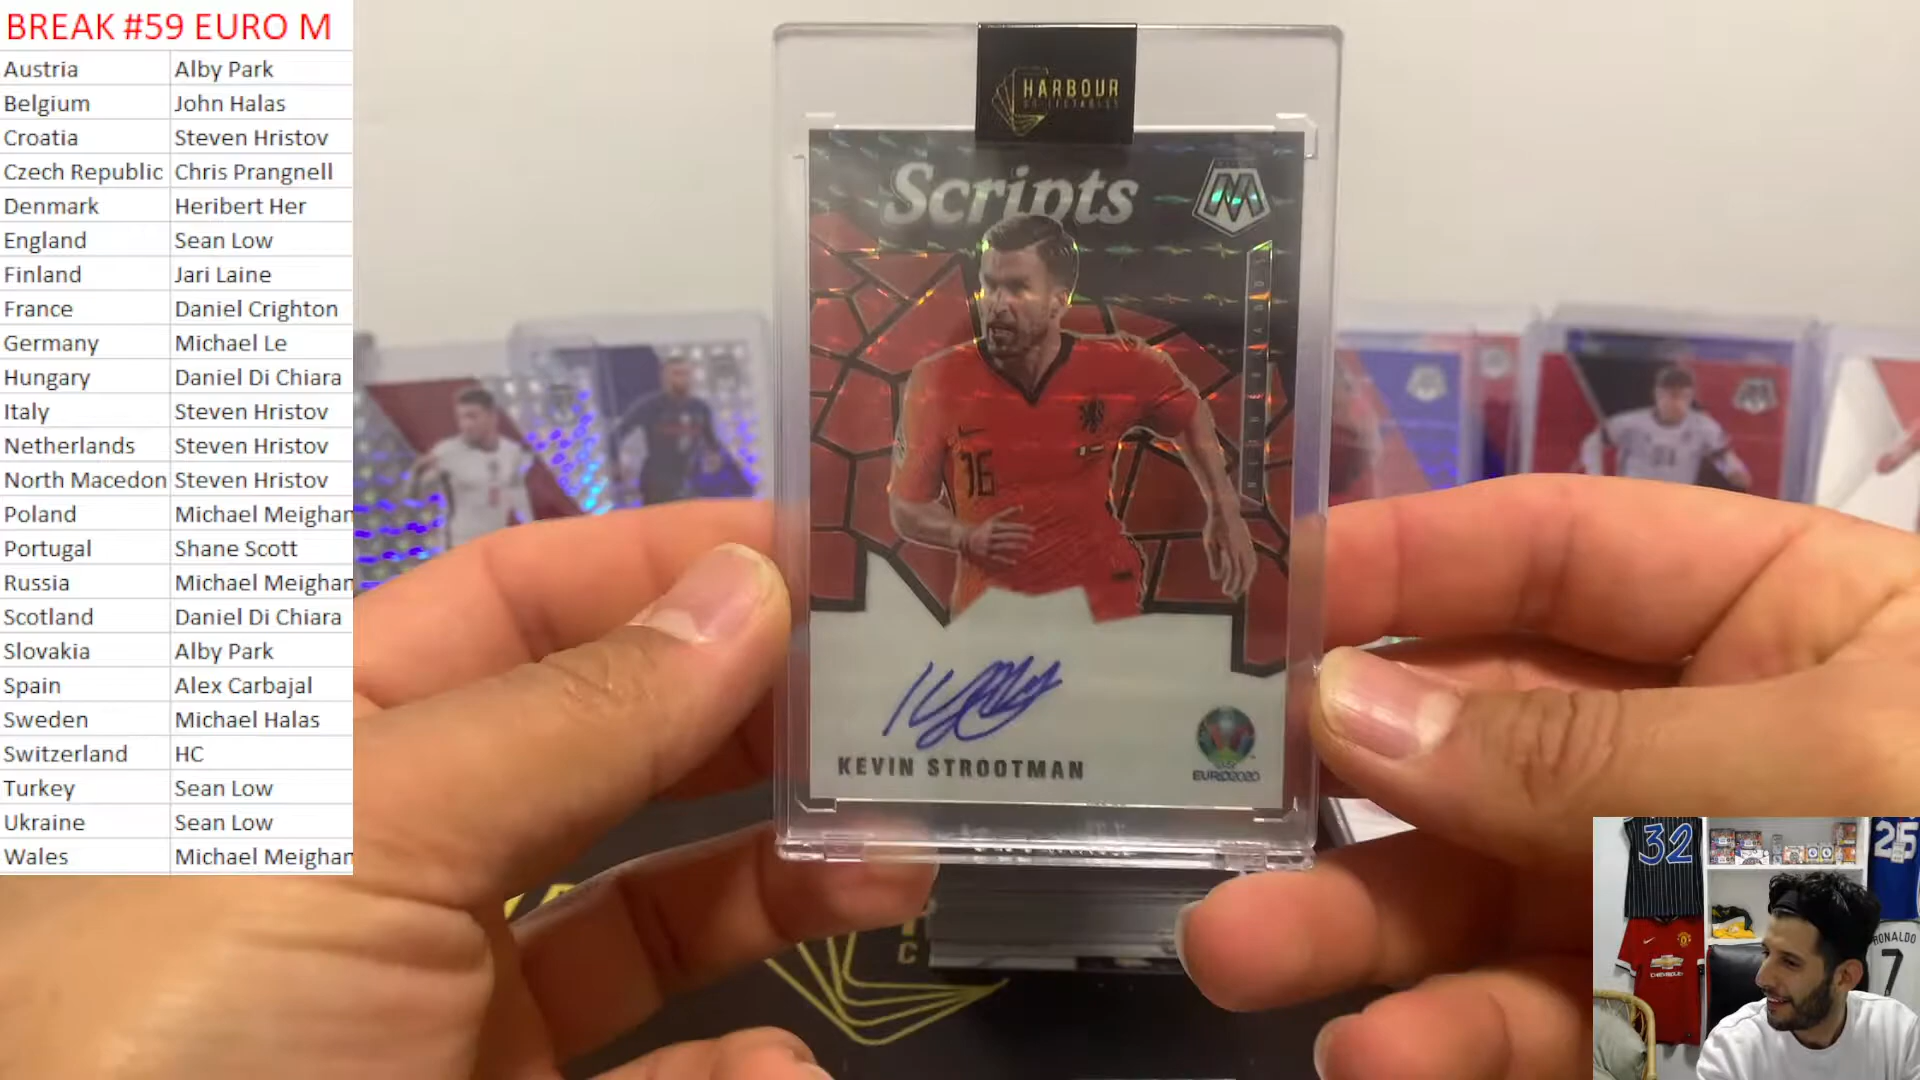 BREAK #59 EURO M
Austria Alby Park
Belgium John Halas
Croatia Steven Hristov
Czech Republic Chris Prangnell
Denmark Heribert Her
England Sean Low
Finland Jari Laine
France Daniel Crighton
Germany Michael Le
Hungary Daniel Di Chiara
Italy Steven Hristov
Netherlands Steven Hristov
North Macedon Steven Hristov
Poland Michael Meighan
Portugal Shane Scott
Russia Michael Meighan
Scotland Daniel Di Chiara
Slovakia Alby Park
Spain Alex Carbajal
Sweden Michael Halas
Switzerland HC
Turkey Sean Low
Ukraine Sean Low
Wales Michael Meighan
HARBOUR
COLLECTABLES
Scripts
M
NETHERLANDS
16
KEVIN STROOTMAN
EURO2020
32
25
CHEVROLET
RONALDO
7